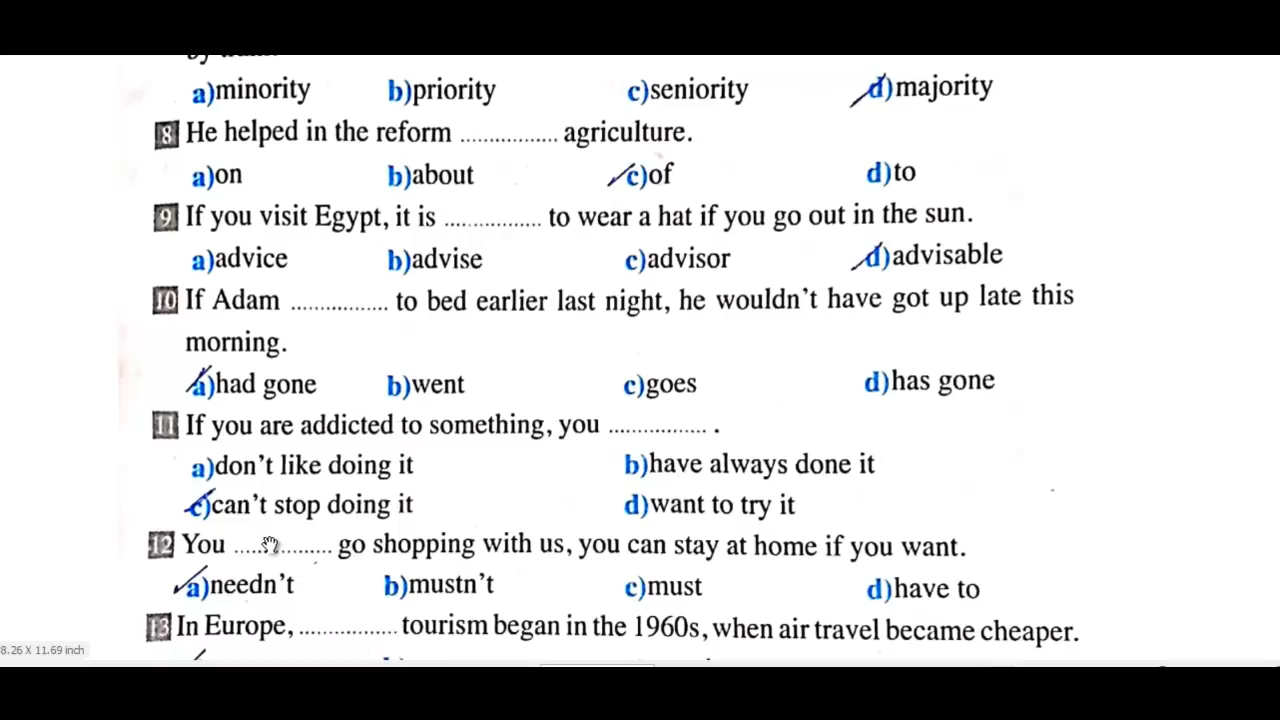 a)minority b)priority c)seniority d)majority
8 He helped in the reform ................ agriculture.
a)on b)about c)of d)to
9 If you visit Egypt, it is ................ to wear a hat if you go out in the sun.
a)advice b)advise c)advisor d)advisable
10 If Adam ................ to bed earlier last night, he wouldn't have got up late this
morning.
a)had gone b)went c)goes d)has gone
11 If you are addicted to something, you ................ .
a)don't like doing it b)have always done it
c)can't stop doing it d)want to try it
12 You ................ go shopping with us, you can stay at home if you want.
a)needn't b)mustn't c)must d)have to
13 In Europe, ................ tourism began in the 1960s, when air travel became cheaper.
8.26 X 11.69 inch